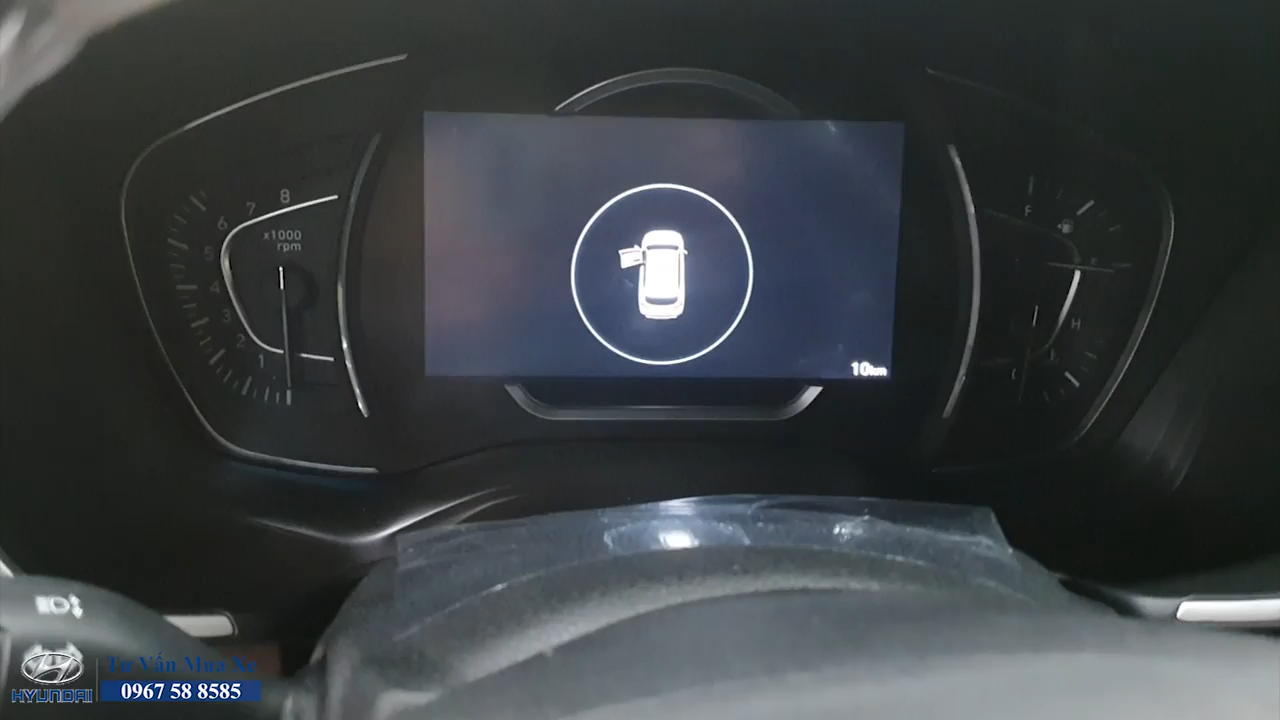 8
7
6
5
4
3
2
1
x1000
rpm
F
E
H
C
10km
HYUNDAI
Tư Vấn Mua Xe
0967 58 8585